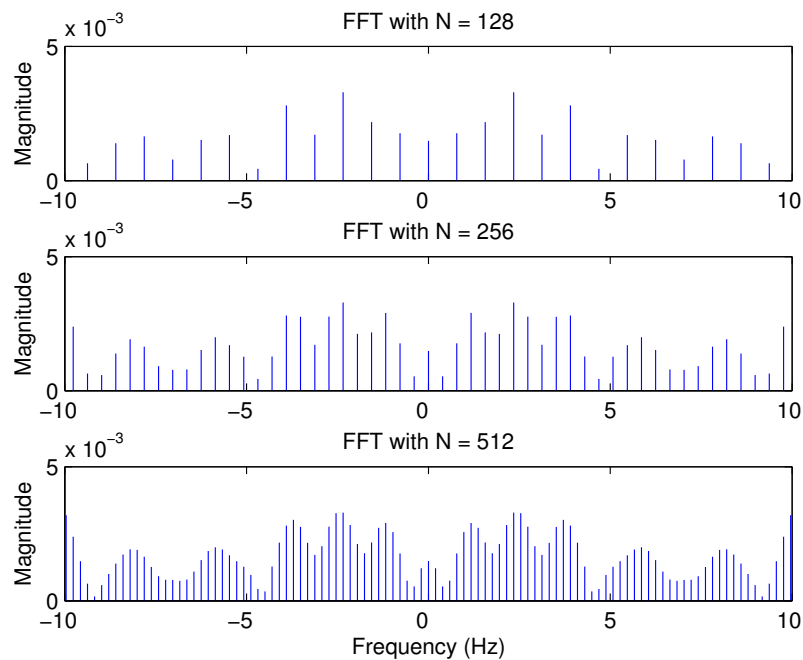 FFT with N = 128
x 10⁻³
5
0
Magnitude
−10 −5 0 5 10
FFT with N = 256
x 10⁻³
5
0
Magnitude
−10 −5 0 5 10
FFT with N = 512
x 10⁻³
5
0
Magnitude
−10 −5 0 5 10
Frequency (Hz)